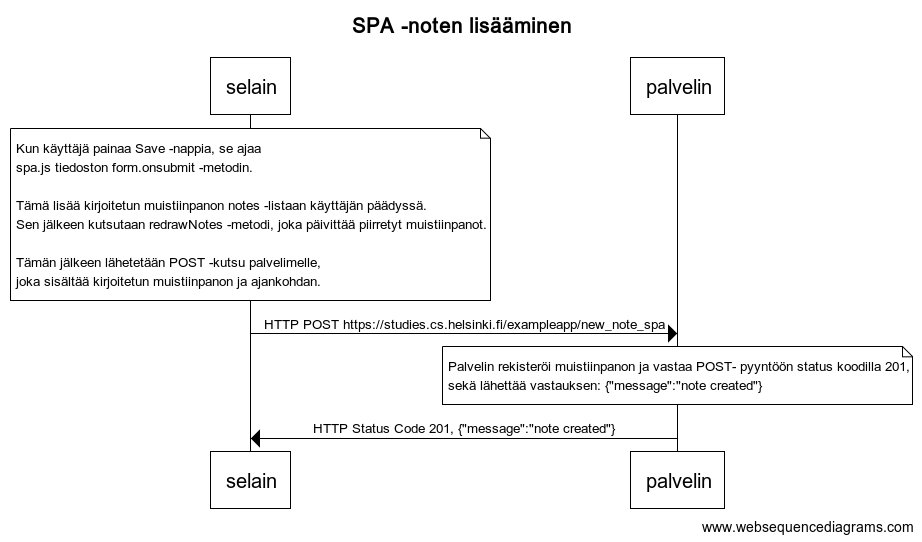 SPA -noten lisääminen
selain
palvelin
Kun käyttäjä painaa Save -nappia, se ajaa
spa.js tiedoston form.onsubmit -metodin.
Tämä lisää kirjoitetun muistiinpanon notes -listaan käyttäjän päädyssä.
Sen jälkeen kutsutaan redrawNotes -metodi, joka päivittää piirretyt muistiinpanot.
Tämän jälkeen lähetetään POST -kutsu palvelimelle,
joka sisältää kirjoitetun muistiinpanon ja ajankohdan.
HTTP POST https://studies.cs.helsinki.fi/exampleapp/new_note_spa
Palvelin rekisteröi muistiinpanon ja vastaa POST- pyyntöön status koodilla 201,
sekä lähettää vastauksen: {"message":"note created"}
HTTP Status Code 201, {"message":"note created"}
selain
palvelin
www.websequencediagrams.com